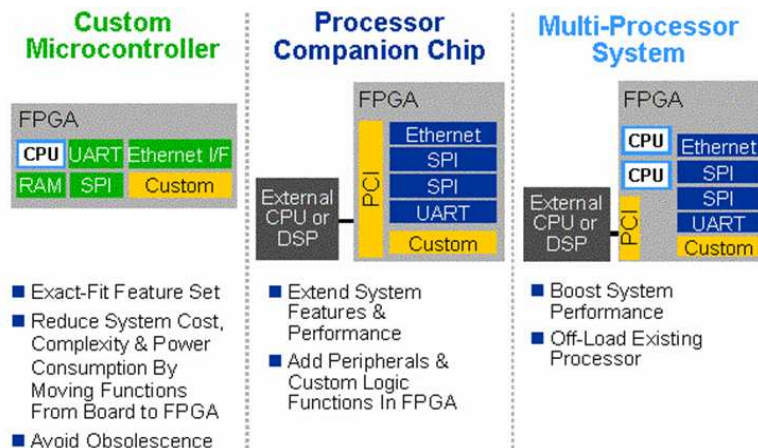 Custom
Microcontroller
FPGA
CPU UART Ethernet I/F
RAM SPI Custom
Exact-Fit Feature Set
Reduce System Cost,
Complexity & Power
Consumption By
Moving Functions
From Board to FPGA
Avoid Obsolescence
Processor
Companion Chip
FPGA
Ethernet
SPI
SPI
UART
Custom
PCI
External
CPU or
DSP
Extend System
Features &
Performance
Add Peripherals &
Custom Logic
Functions In FPGA
Multi-Processor
System
FPGA
CPU
CPU
Ethernet
SPI
SPI
UART
Custom
PCI
External
CPU or
DSP
Boost System
Performance
Off-Load Existing
Processor